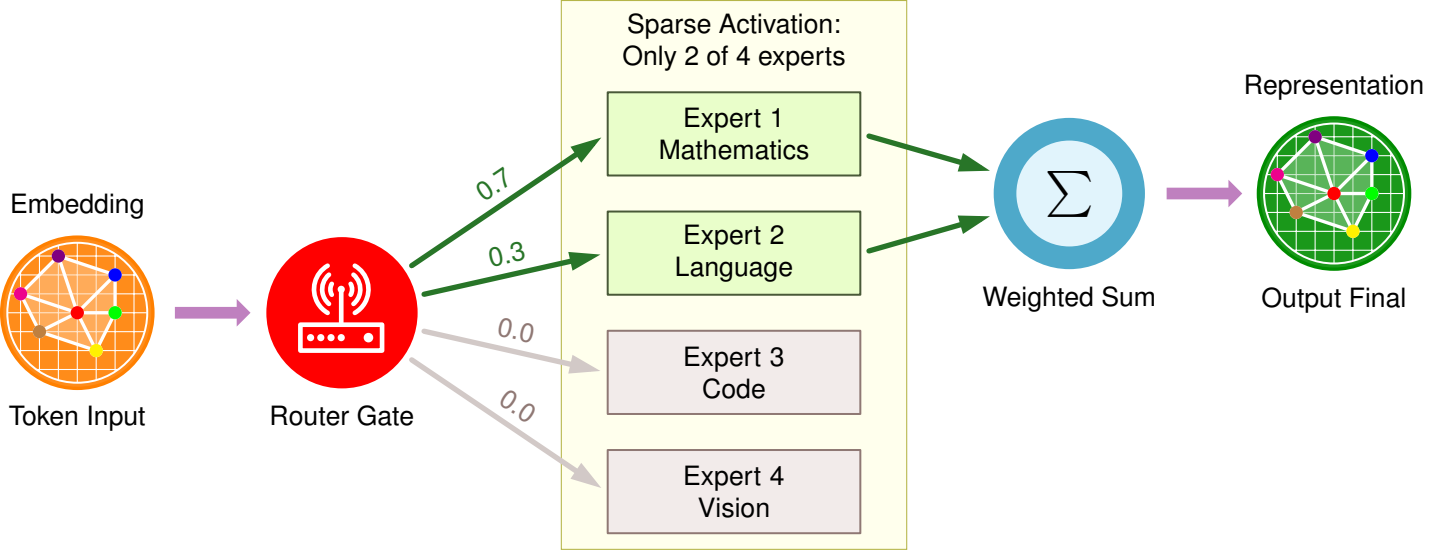 Embedding
Token Input
Router Gate
0.7
0.3
0.0
0.0
Sparse Activation:
Only 2 of 4 experts
Expert 1
Mathematics
Expert 2
Language
Expert 3
Code
Expert 4
Vision
∑
Weighted Sum
Representation
Output Final